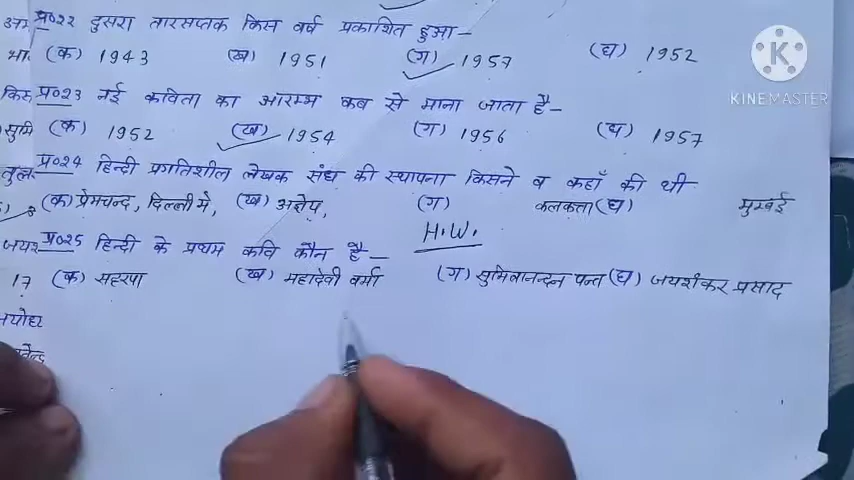 प्र०22 दुसरा तारसप्तक किस वर्ष प्रकाशित हुआ-
(क) 1943 (ख) 1951 (ग) 1957 (घ) 1952
K
KINEMASTER
प्र०23 नई कविता का आरम्भ कब से माना जाता है-
(क) 1952 (ख) 1954 (ग) 1956 (घ) 1957
प्र०24 हिन्दी प्रगतिशील लेखक संघ की स्थापना किसने व कहाँ की थी
(क) प्रेमचन्द, दिल्ली मे, (ख) अज्ञेय, (ग) कलकत्ता (घ) मुम्बई
H.W.
प्र०25 हिन्दी के प्रथम कवि कौन है-
17 (क) सहरपा (ख) महादेवी वर्मा (ग) सुमित्रानन्दन पन्त (घ) जयशंकर प्रसाद